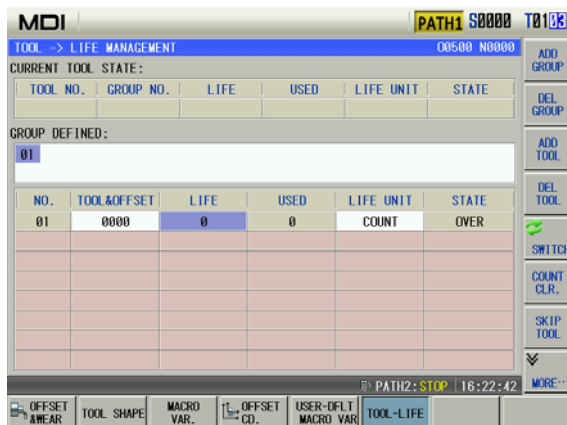 MDI PATH1 S0000 T0103
TOOL -> LIFE MANAGEMENT O0500 N0000
CURRENT TOOL STATE:
TOOL NO. GROUP NO. LIFE USED LIFE UNIT STATE
GROUP DEFINED:
01
NO. TOOL&OFFSET LIFE USED LIFE UNIT STATE
01 0000 0 0 COUNT OVER
PATH2:STOP 16:22:42
ADD
GROUP
DEL
GROUP
ADD
TOOL
DEL
TOOL
SWITCH
COUNT
CLR.
SKIP
TOOL
MORE···
OFFSET
&WEAR
TOOL SHAPE
MACRO
VAR.
OFFSET
CD.
USER-DFLT
MACRO VAR
TOOL-LIFE